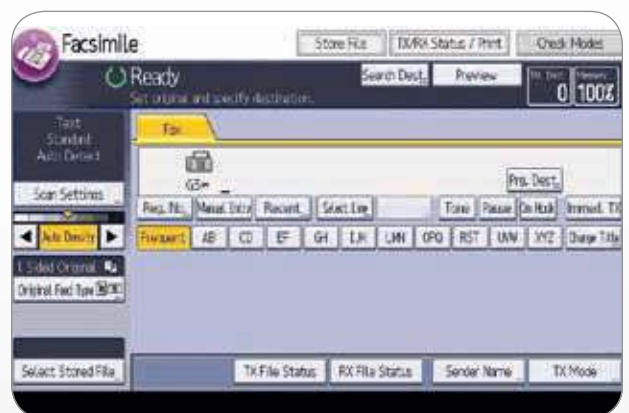 Facsimile
Store File TX/RX Status / Print Check Modes
Ready
Search Dest. Preview
Set original and specify destination.
0 100%
Text
Standard
Auto Detect
Fax
G3
Prg. Dest.
Scan Settings
Reg. No. Manual Entry Recent Select Line Tone Pause On Hook Immed. TX
Auto Density
Frequent AB CD EF GH IJK LMN OPQ RST UVW XYZ Change Title
1 Sided Original
Original Feed Type
Select Stored File
TX File Status RX File Status Sender Name TX Mode